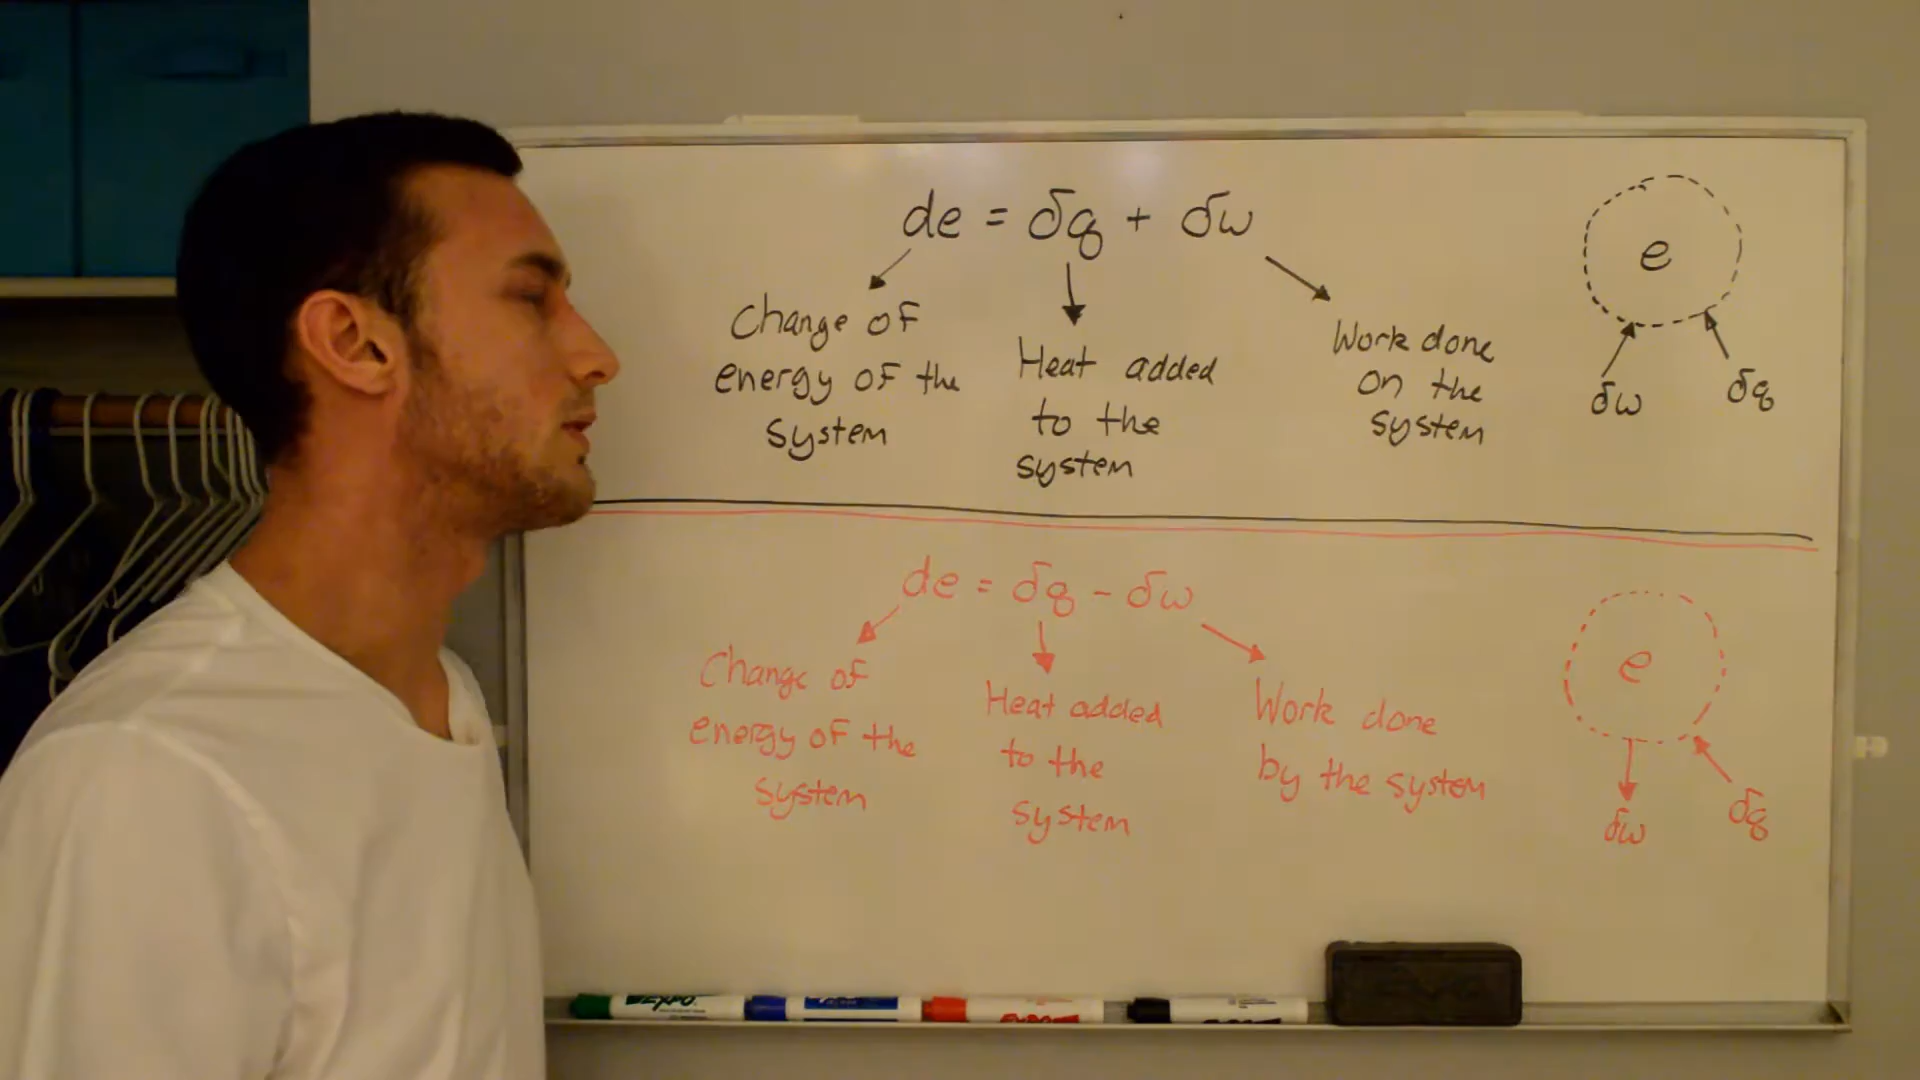 de = δq + δw
Change of
energy of the
system
Heat added
to the
system
Work done
on the
system
e
δw
δq
de = δq - δw
Change of
energy of the
system
Heat added
to the
system
Work done
by the system
e
δw
δq
EXPO
EXPO